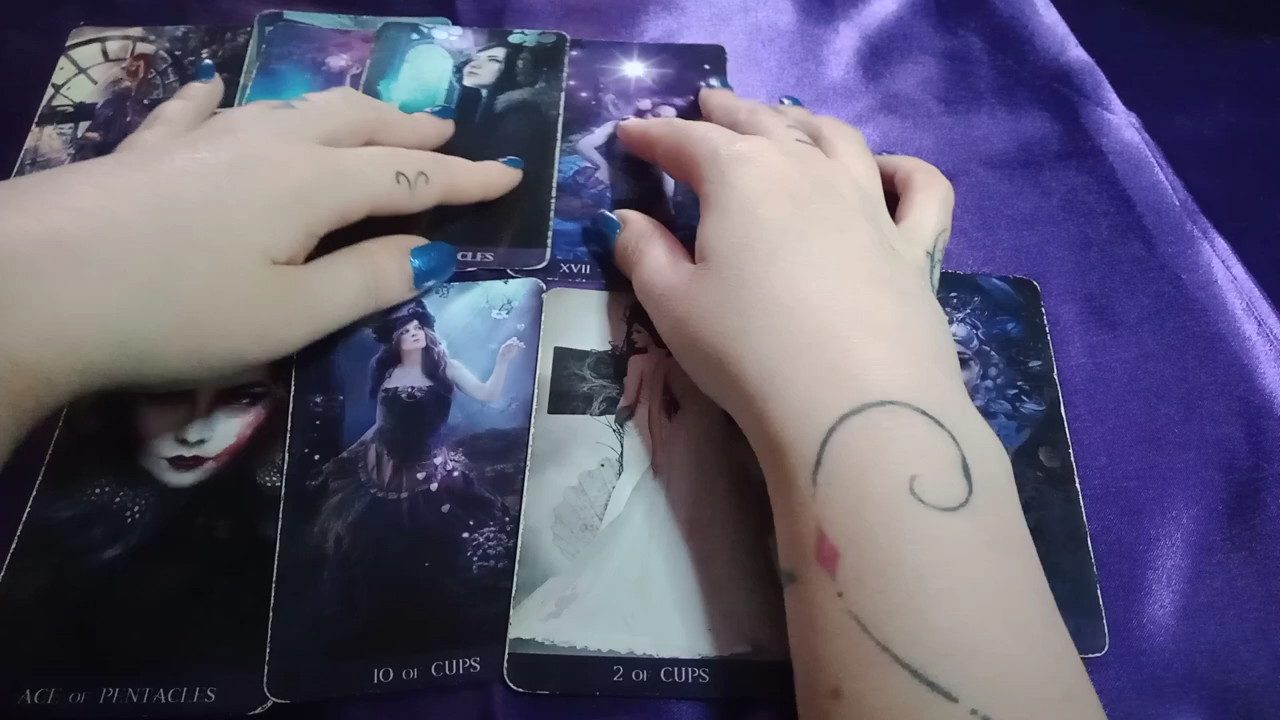 CLES
XVII
10 OF CUPS
2 OF CUPS
ACE OF PENTACLES